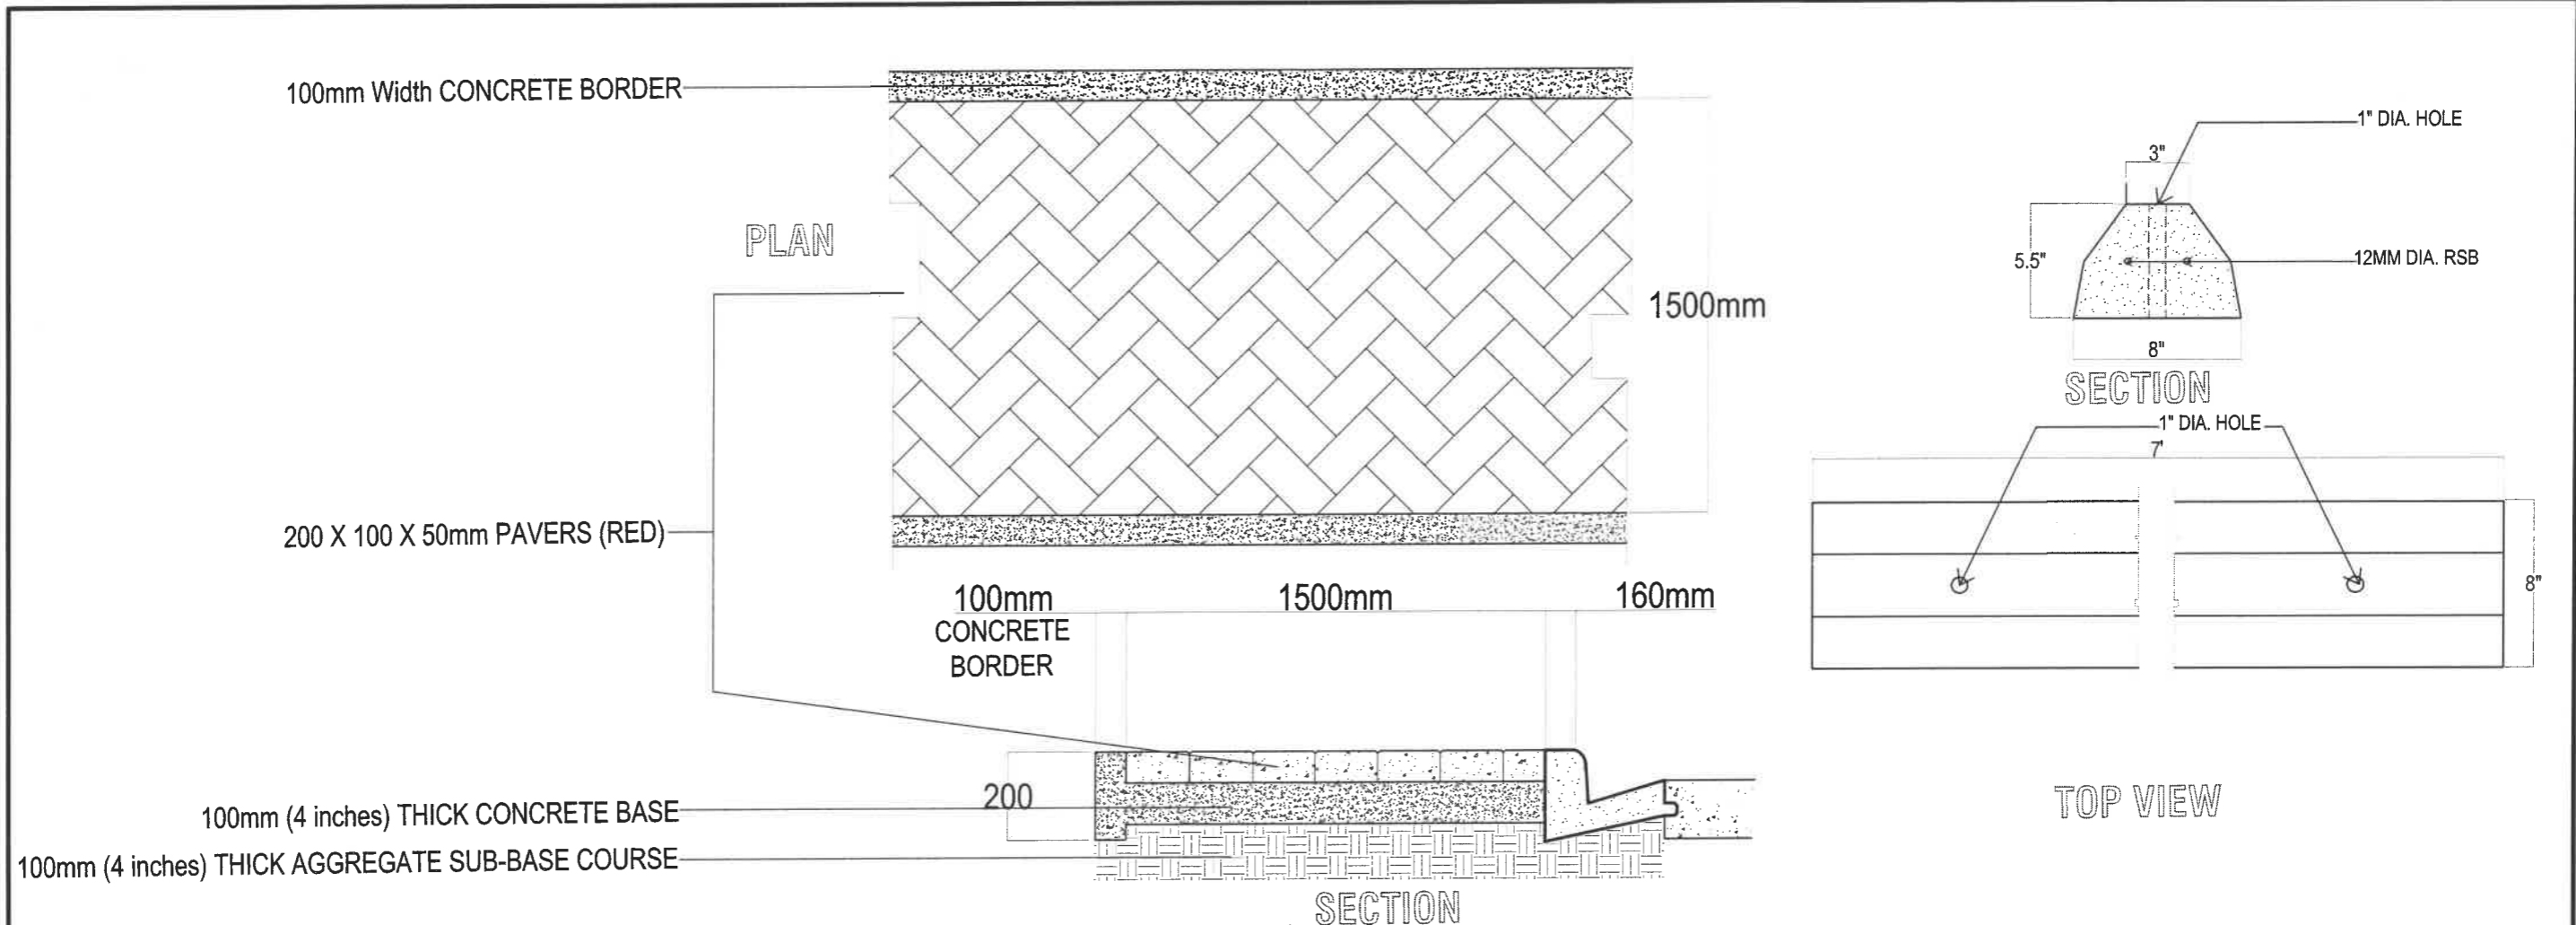 100mm Width CONCRETE BORDER
PLAN
1500mm
200 X 100 X 50mm PAVERS (RED)
100mm
CONCRETE
BORDER
1500mm
160mm
200
100mm (4 inches) THICK CONCRETE BASE
100mm (4 inches) THICK AGGREGATE SUB-BASE COURSE
SECTION
1" DIA. HOLE
3"
5.5"
12MM DIA. RSB
8"
SECTION
1" DIA. HOLE
7'
8"
TOP VIEW